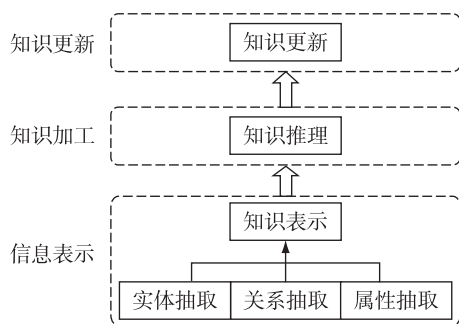 知识更新
知识更新
知识加工
知识推理
信息表示
知识表示
实体抽取 关系抽取 属性抽取